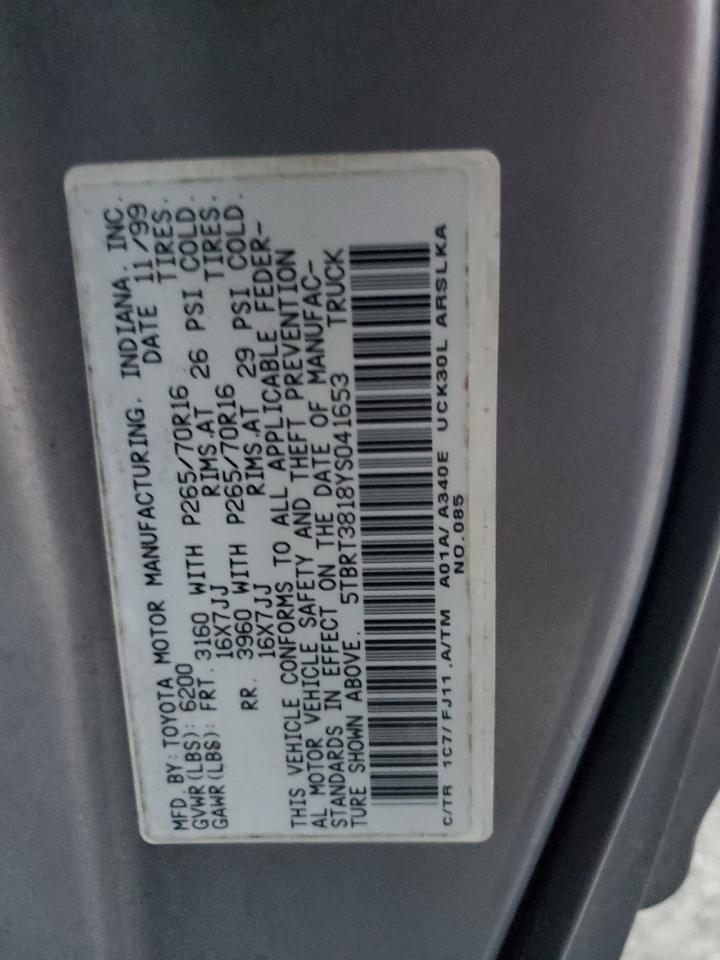 MFD. BY: TOYOTA MOTOR MANUFACTURING, INDIANA, INC.
GVWR(LBS): 6200 DATE 11/99
GAWR(LBS): FRT. 3160 WITH P265/70R16 TIRES.
16X7JJ RIMS.AT 26 PSI COLD.
RR. 3960 WITH P265/70R16 TIRES.
16X7JJ RIMS.AT 29 PSI COLD.
THIS VEHICLE CONFORMS TO ALL APPLICABLE FEDER-
AL MOTOR VEHICLE SAFETY AND THEFT PREVENTION
STANDARDS IN EFFECT ON THE DATE OF MANUFAC-
TURE SHOWN ABOVE. 5TBRT3818YS041653 TRUCK
C/TR 1C7/FJ11 ,A/TM A01A/A340E UCK30L ARSLKA
NO.085